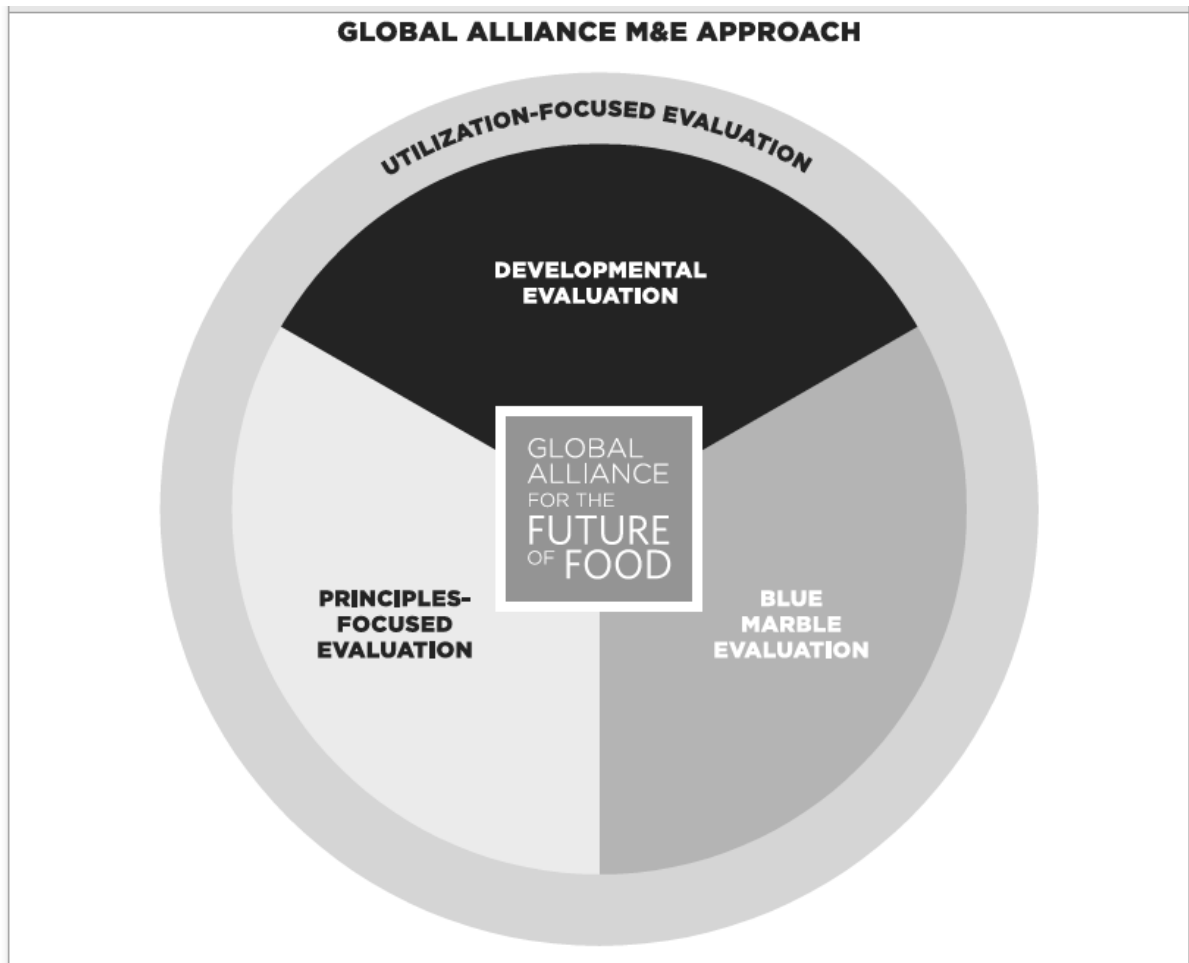 GLOBAL ALLIANCE M&E APPROACH
UTILIZATION-FOCUSED EVALUATION
DEVELOPMENTAL
EVALUATION
GLOBAL
ALLIANCE
FOR THE
FUTURE
OF FOOD
PRINCIPLES-
FOCUSED
EVALUATION
BLUE
MARBLE
EVALUATION